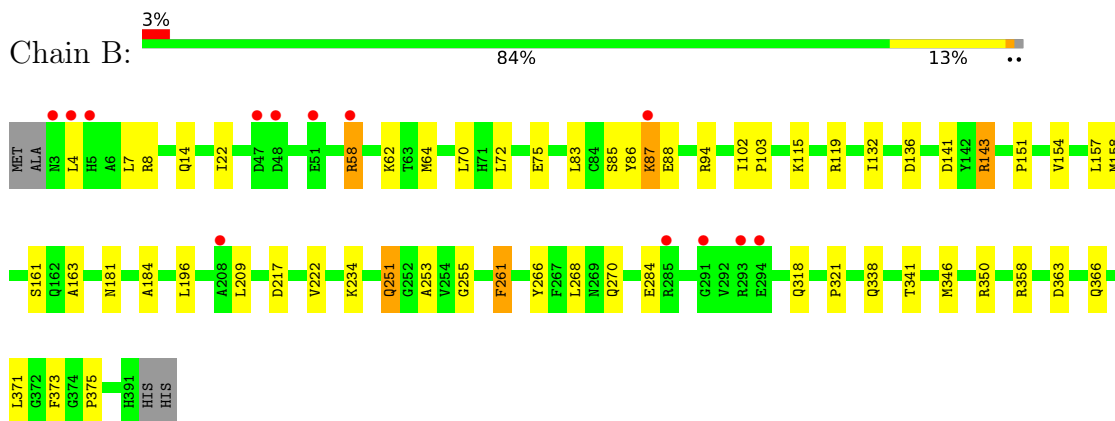 3%
Chain B:
84% 13% ••
MET ALA N3 L4 H5 A6 L7 R8 Q14 I22 D47 D48 E51 R58 K62 T63 M64 L70 H71 L72 E75 L83 C84 S85 Y86 K87 E88 R94 I102 P103 K115 R119 I132 D136 D141 Y142 R143 P151 V154 L157 M158
S161 Q162 A163 N181 A184 L196 A208 L209 D217 V222 K234 Q251 G252 A253 V254 G255 F261 Y266 F267 L268 N269 Q270 E284 R285 G291 V292 R293 E294 Q318 P321 Q338 T341 M346 R350 R358 D363 Q366
L371 G372 F373 G374 P375 H391 HIS HIS